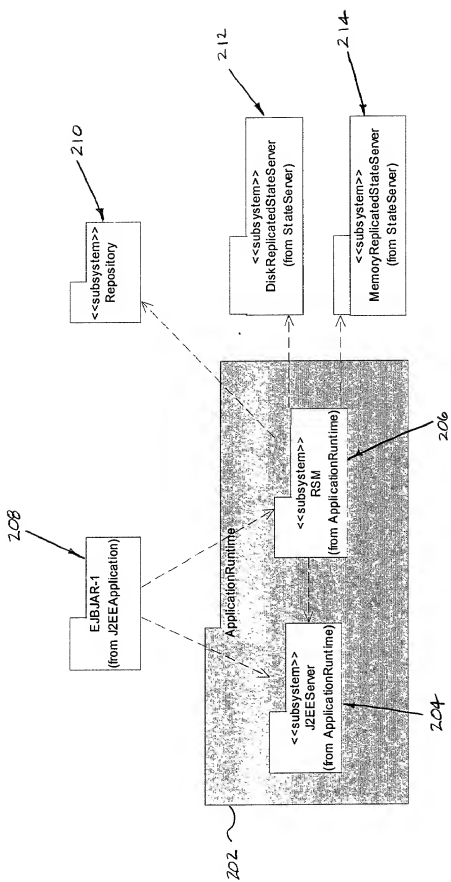 208
EJBJAR-1
(from J2EEApplication)
210
<<subsystem>>
Repository
202
ApplicationRuntime
<<subsystem>>
J2EEServer
(from ApplicationRuntime)
204
<<subsystem>>
RSM
(from ApplicationRuntime)
206
212
<<subsystem>>
DiskReplicatedStateServer
(from StateServer)
214
<<subsystem>>
MemoryReplicatedStateServer
(from StateServer)